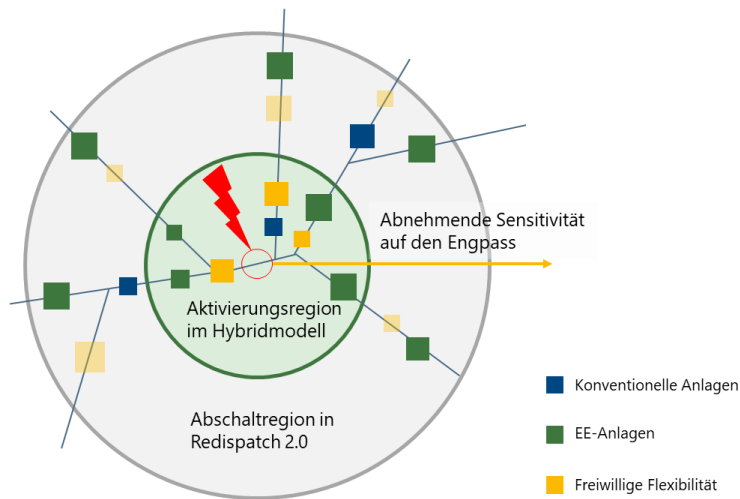 Abnehmende Sensitivität
auf den Engpass
Aktivierungsregion
im Hybridmodell
Abschaltregion in
Redispatch 2.0
Konventionelle Anlagen
EE-Anlagen
Freiwillige Flexibilität